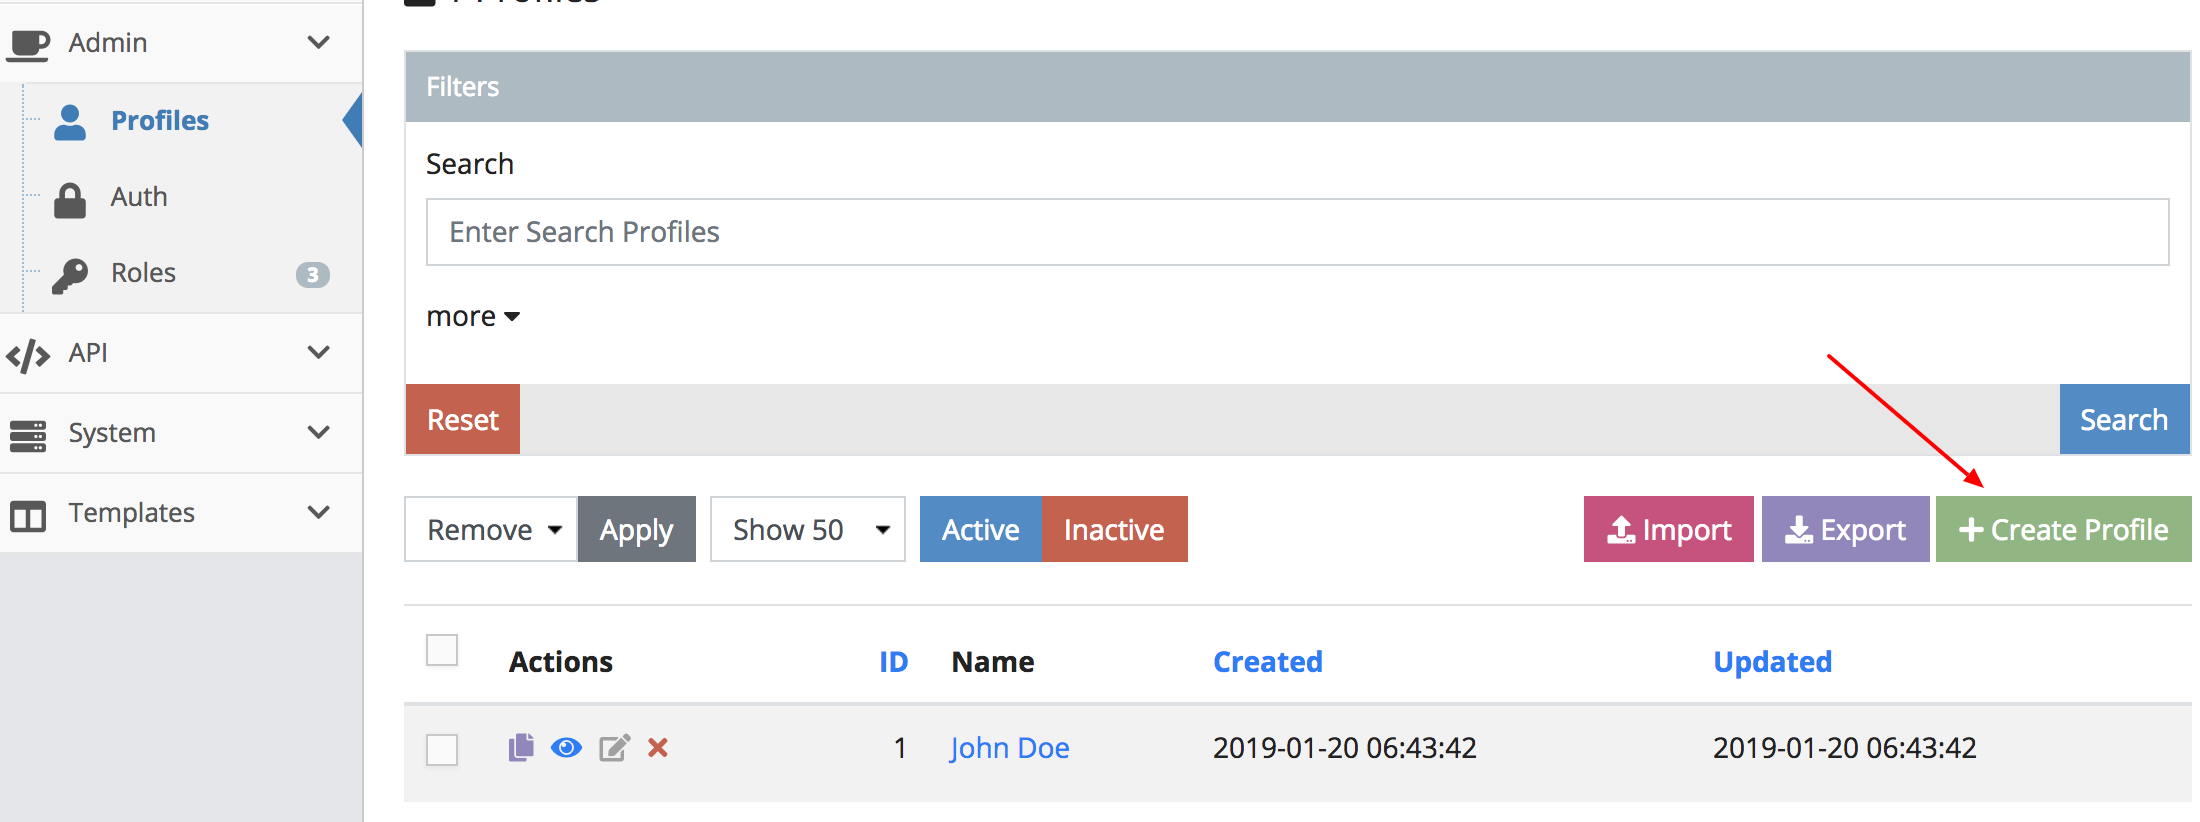 Admin
Profiles
Auth
Roles 3
API
System
Templates
Filters
Search
Enter Search Profiles
more
Reset Search
Remove Apply Show 50 Active Inactive Import Export Create Profile
Actions ID Name Created Updated
1 John Doe 2019-01-20 06:43:42 2019-01-20 06:43:42